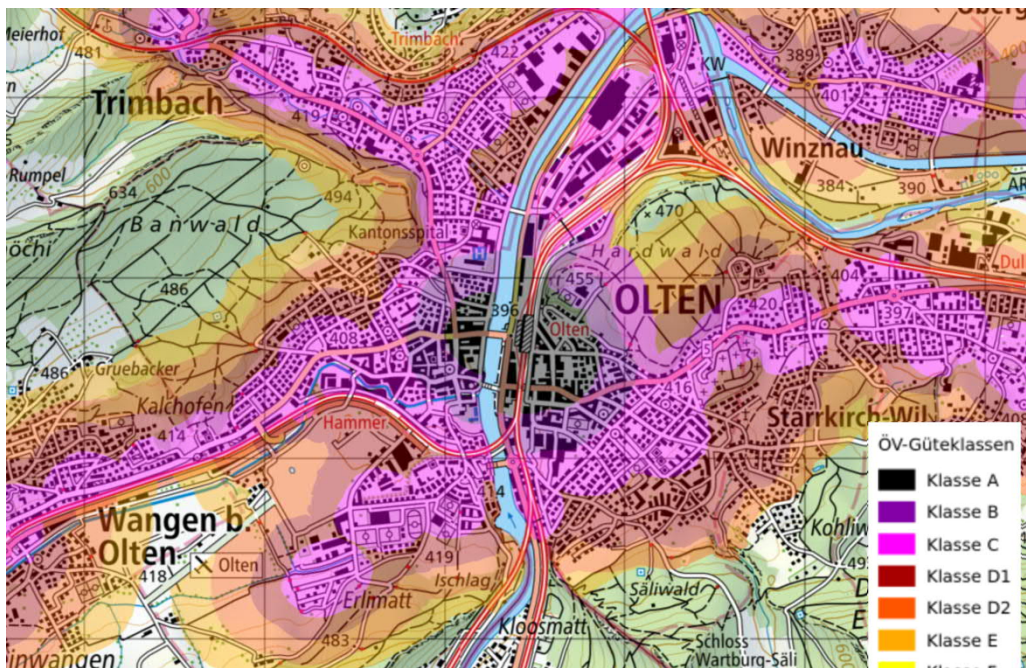 Meierhof
481
Trimbach
422
389
Trimbach
419
KW
401
Winznau
Rumpel
634
600
494
470
384
390
Kantonsspital
Banwald
Hardwald
H
455
404
486
OLTEN
396
Olten
420
397
408
486
Gruebacker
5
416
Kalchofen
414
Hammer
Starrkirch-Wil
ÖV-Güteklassen
Klasse A
Klasse B
Klasse C
Klasse D1
Klasse D2
Klasse E
Wangen b.
Olten
418
Olten
419
Ischlag
Erlimatt
483
Säliwald
Kloosmatt
Schloss
Wartburg-Säli
600